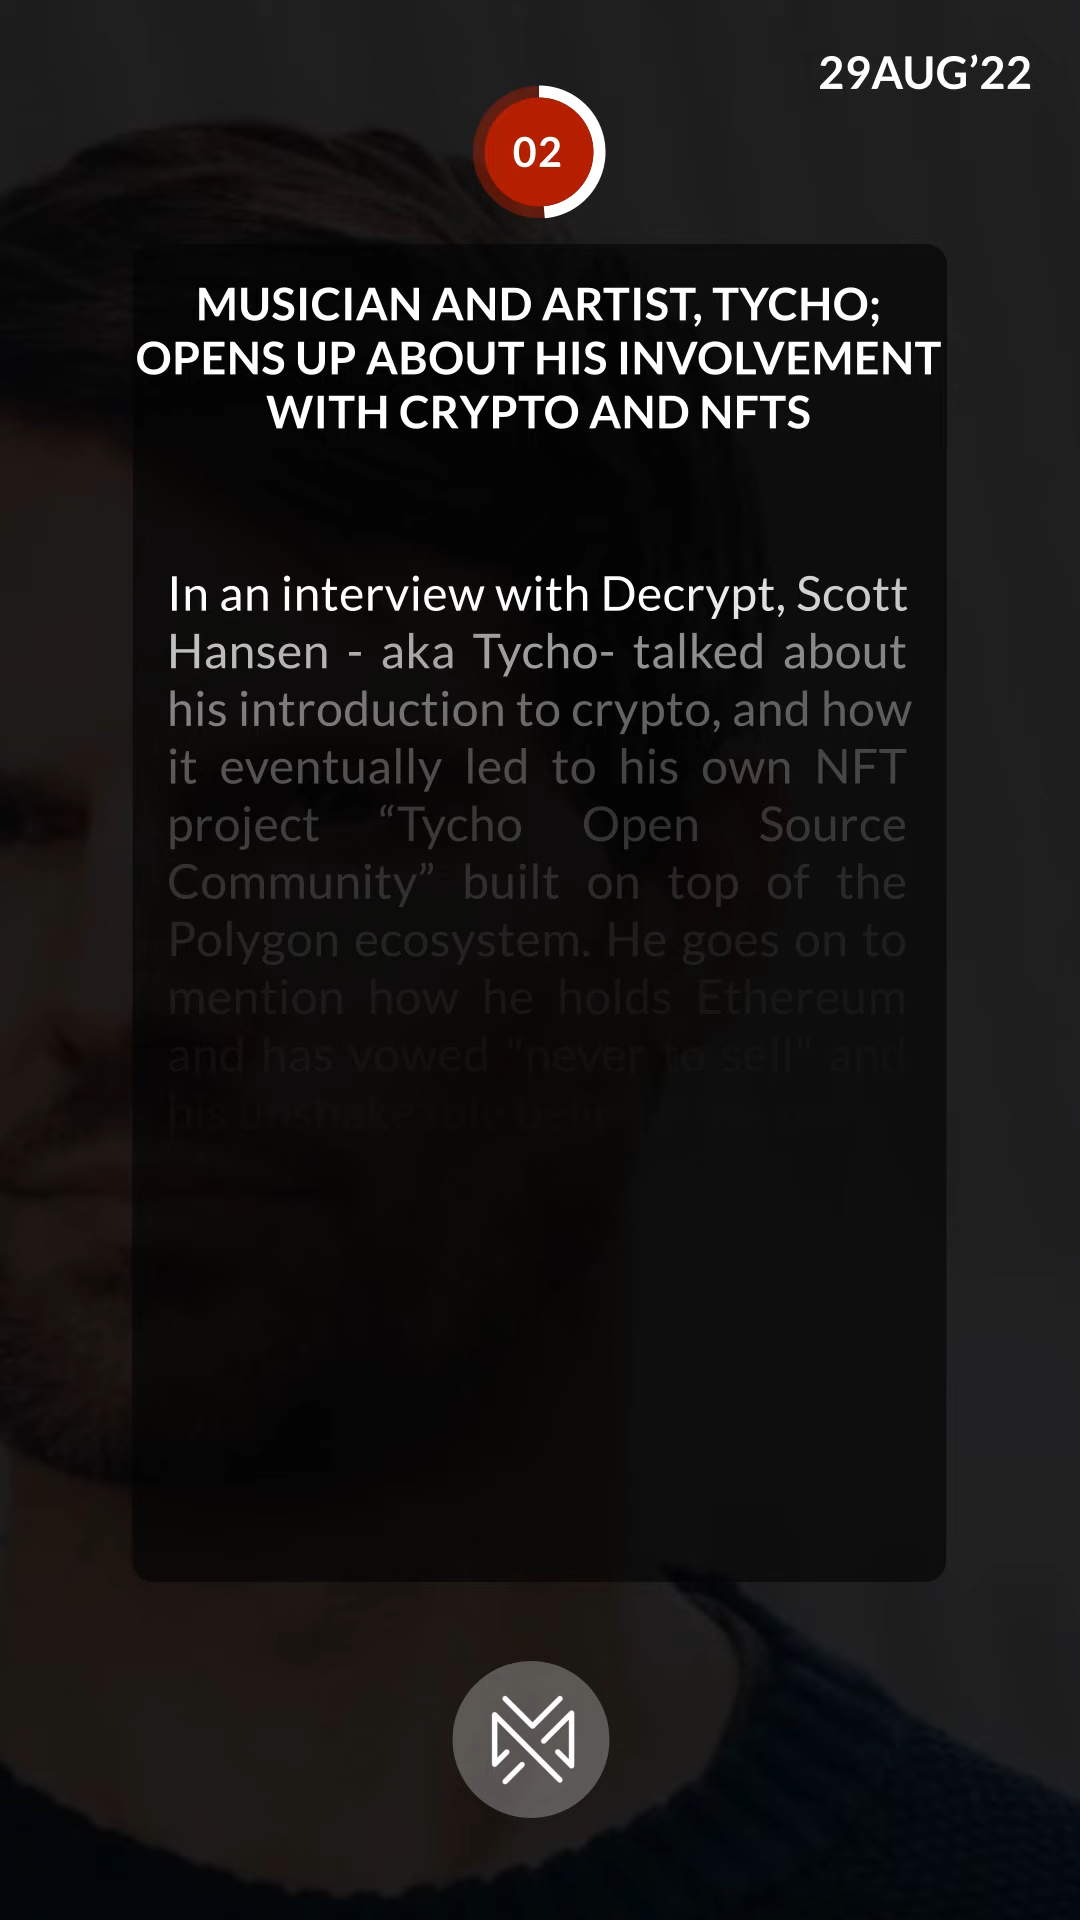 29AUG’22
02
MUSICIAN AND ARTIST, TYCHO;
OPENS UP ABOUT HIS INVOLVEMENT
WITH CRYPTO AND NFTS
In an interview with Decrypt, Scott
Hansen - aka Tycho- talked about
his introduction to crypto, and how
it eventually led to his own NFT
project “Tycho Open Source
Community” built on top of the
Polygon ecosystem. He goes on to
mention how he holds Ethereum
and has vowed "never to sell" and
his